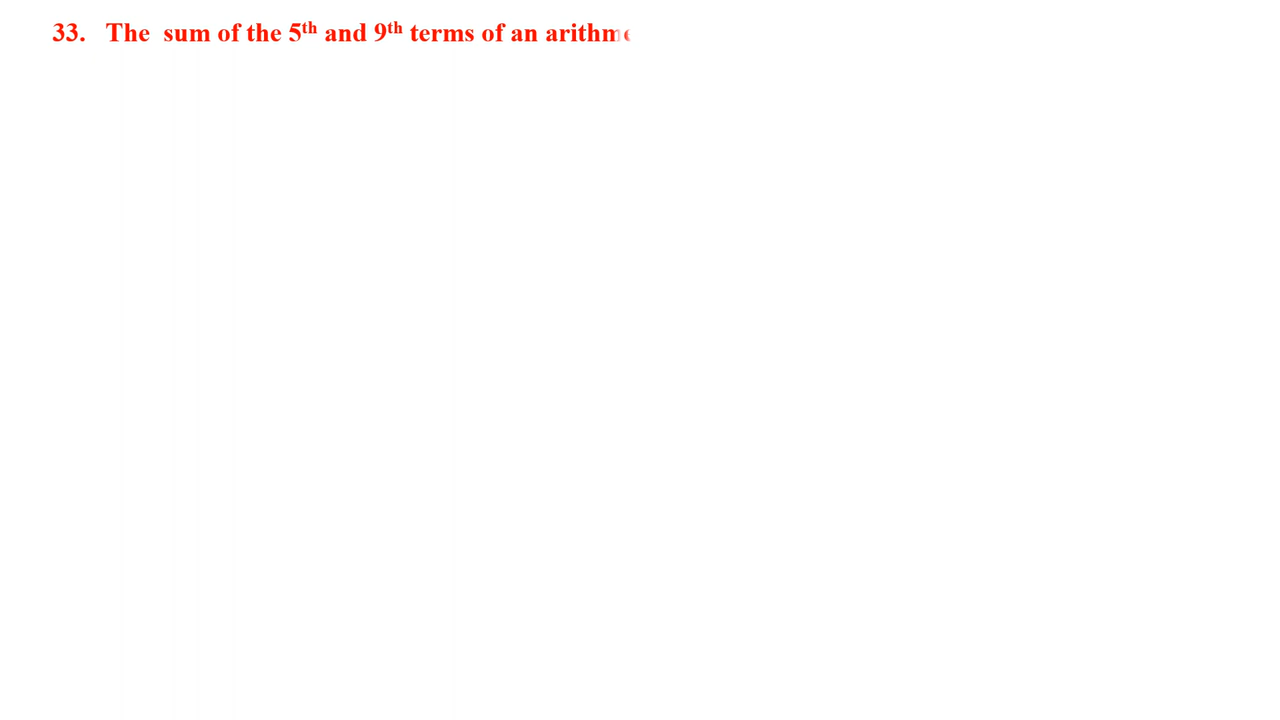 33. The sum of the 5th and 9th terms of an arithm